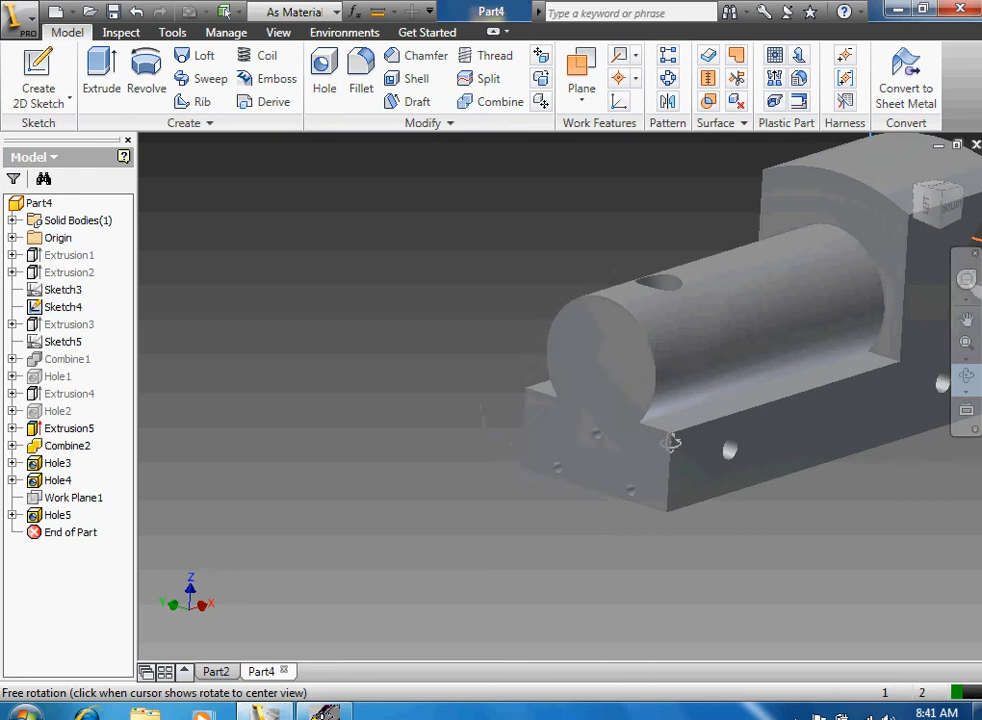 PRO
As Material
Part4
Type a keyword or phrase
Model Inspect Tools Manage View Environments Get Started
Create
2D Sketch
Extrude
Revolve
Loft
Sweep
Rib
Coil
Emboss
Derive
Hole
Fillet
Chamfer
Shell
Draft
Thread
Split
Combine
Plane
Convert to
Sheet Metal
Sketch Create Modify Work Features Pattern Surface Plastic Part Harness Convert
Model
Part4
Solid Bodies(1)
Origin
Extrusion1
Extrusion2
Sketch3
Sketch4
Extrusion3
Sketch5
Combine1
Hole1
Extrusion4
Hole2
Extrusion5
Combine2
Hole3
Hole4
Work Plane1
Hole5
End of Part
LEFT
Z
Y
X
Part2 Part4
Free rotation (click when cursor shows rotate to center view) 1 2
8:41 AM